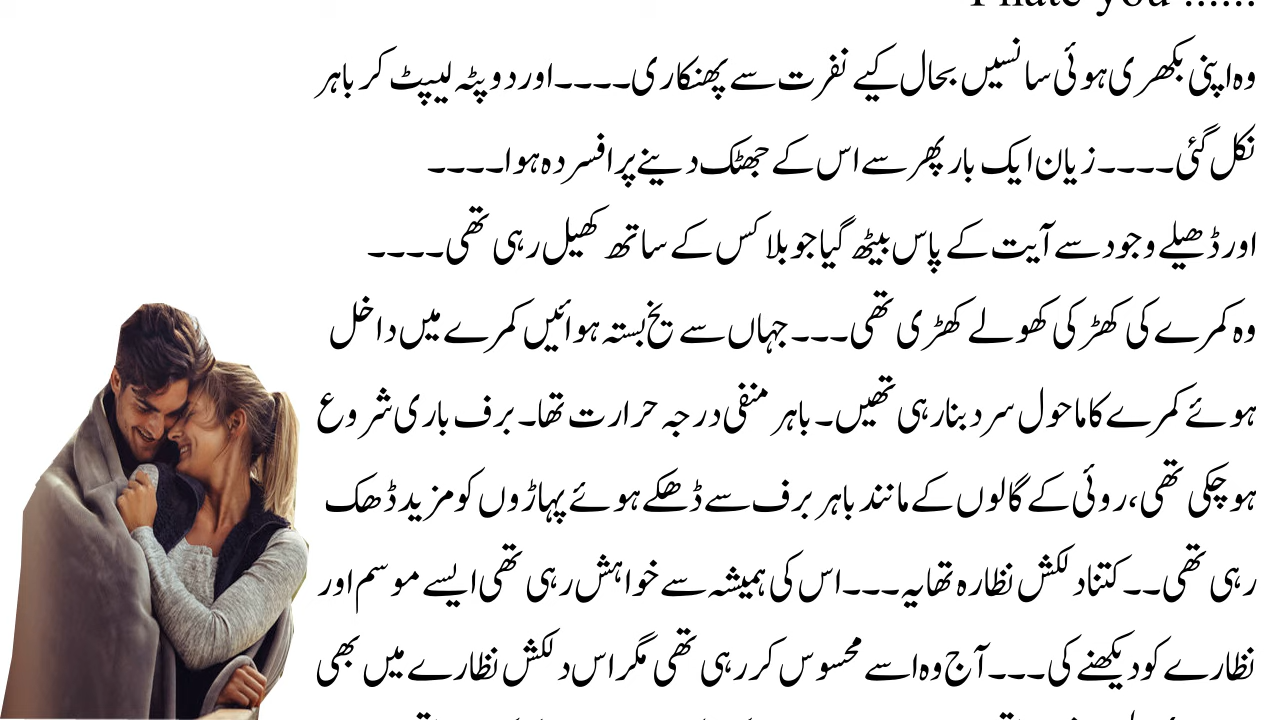 I hate you ......
وہ اپنی بکھری ہوئی سانسیں بحال کیے نفرت سے پھنکاری۔۔۔۔اور دوپٹہ لپیٹ کر باہر
نکل گئی۔۔۔۔زیان ایک بار پھر سے اس کے جھٹک دینے پر افسردہ ہوا۔۔۔۔
اور ڈھیلے وجود سے آیت کے پاس بیٹھ گیا جو بلاکس کے ساتھ کھیل رہی تھی۔۔۔۔
وہ کمرے کی کھڑکی کھولے کھڑی تھی۔۔۔جہاں سے یخ بستہ ہوائیں کمرے میں داخل
ہوئے کمرے کا ماحول سرد بنا رہی تھیں۔ باہر منفی درجہ حرارت تھا۔ برف باری شروع
ہو چکی تھی، روئی کے گالوں کے مانند باہر برف سے ڈھکے ہوئے پہاڑوں کو مزید ڈھک
رہی تھی۔۔کتنا دلکش نظارہ تھا یہ۔۔۔اس کی ہمیشہ سے خواہش رہی تھی ایسے موسم اور
نظارے کو دیکھنے کی۔۔۔آج وہ اسے محسوس کر رہی تھی مگر اس دلکش نظارے میں بھی